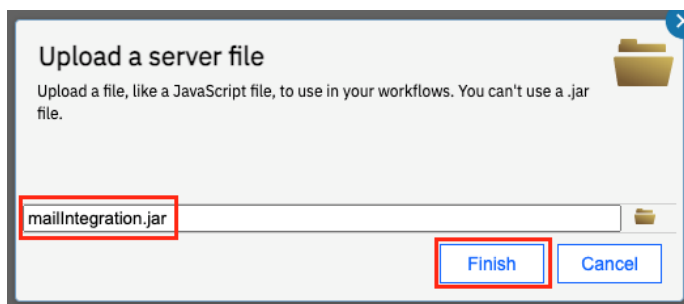 Upload a server file
Upload a file, like a JavaScript file, to use in your workflows. You can't use a .jar
file.
mailIntegration.jar
Finish
Cancel